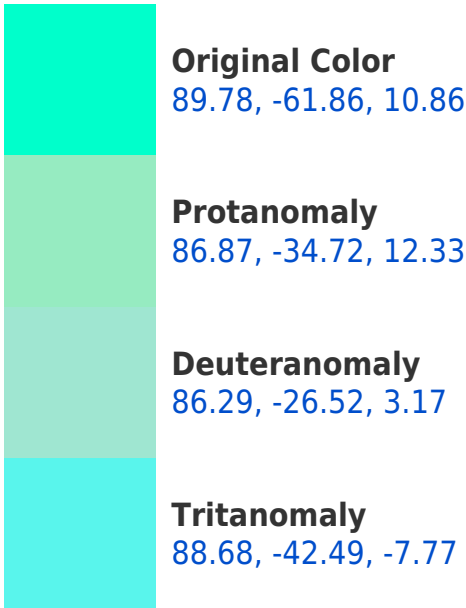 Original Color
89.78, -61.86, 10.86
Protanomaly
86.87, -34.72, 12.33
Deuteranomaly
86.29, -26.52, 3.17
Tritanomaly
88.68, -42.49, -7.77